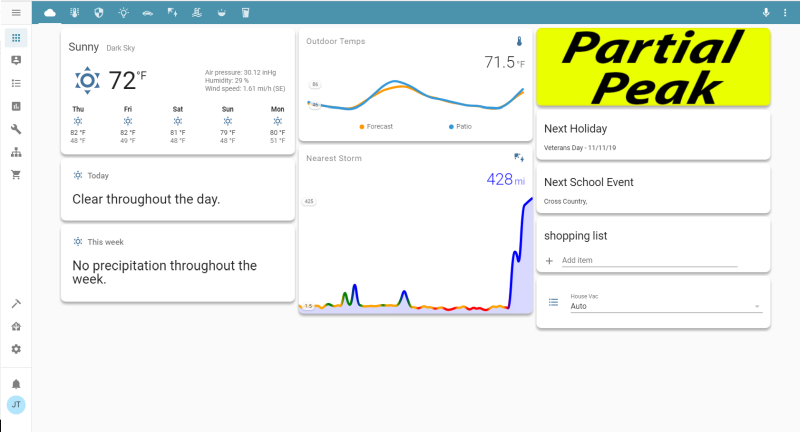 Sunny Dark Sky
72 °F
Air pressure: 30.12 inHg
Humidity: 29 %
Wind speed: 1.61 mi/h (SE)
Thu Fri Sat Sun Mon
82 °F 82 °F 81 °F 79 °F 80 °F
48 °F 49 °F 48 °F 48 °F 51 °F
Today
Clear throughout the day.
This week
No precipitation throughout the
week.
Outdoor Temps
71.5 °F
86
Forecast Patio
Nearest Storm
428 mi
425
1.5
Partial
Peak
Next Holiday
Veterans Day - 11/11/19
Next School Event
Cross Country,
shopping list
Add item
House Vac
Auto
JT